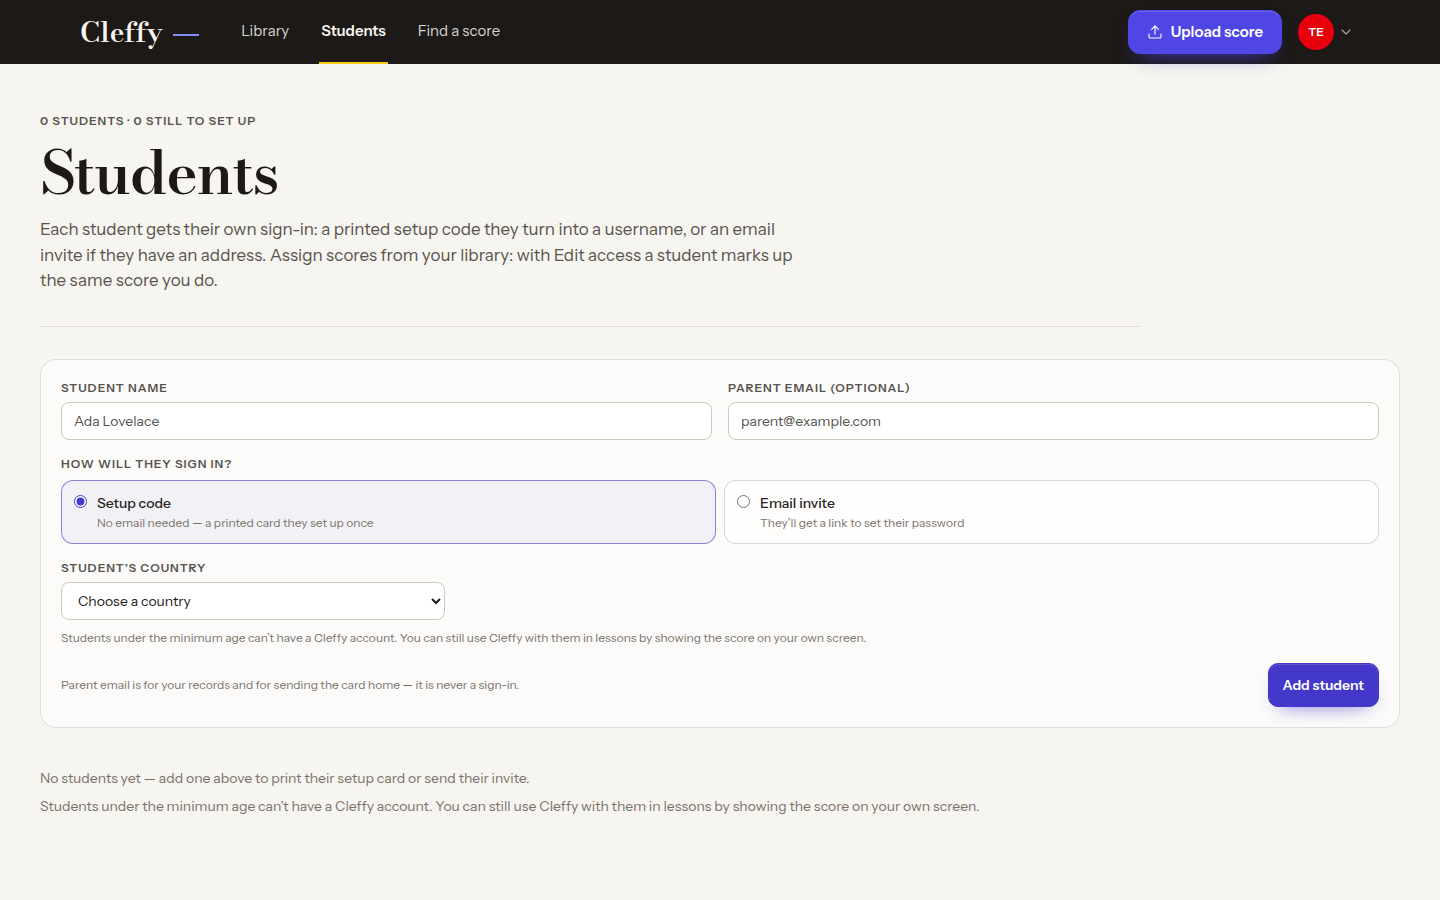 Cleffy
Library
Students
Find a score
Upload score
TE
0 STUDENTS · 0 STILL TO SET UP
Students
Each student gets their own sign-in: a printed setup code they turn into a username, or an email
invite if they have an address. Assign scores from your library: with Edit access a student marks up
the same score you do.
STUDENT NAME
PARENT EMAIL (OPTIONAL)
Ada Lovelace
parent@example.com
HOW WILL THEY SIGN IN?
Setup code
No email needed — a printed card they set up once
Email invite
They'll get a link to set their password
STUDENT'S COUNTRY
Choose a country
Students under the minimum age can't have a Cleffy account. You can still use Cleffy with them in lessons by showing the score on your own screen.
Parent email is for your records and for sending the card home — it is never a sign-in.
Add student
No students yet — add one above to print their setup card or send their invite.
Students under the minimum age can't have a Cleffy account. You can still use Cleffy with them in lessons by showing the score on your own screen.